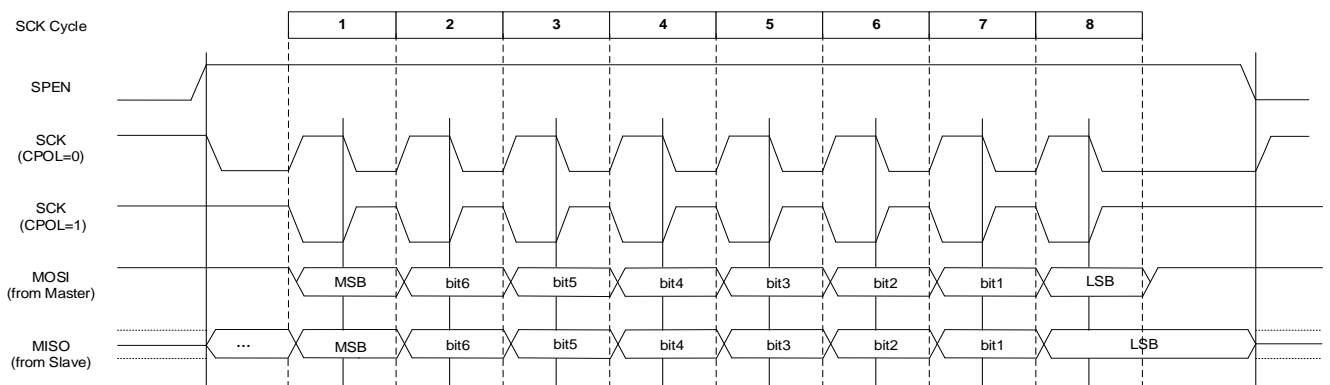 SCK Cycle 1 2 3 4 5 6 7 8
SPEN
SCK
(CPOL=0)
SCK
(CPOL=1)
MOSI
(from Master)
MSB bit6 bit5 bit4 bit3 bit2 bit1 LSB
MISO
(from Slave)
... MSB bit6 bit5 bit4 bit3 bit2 bit1 LSB